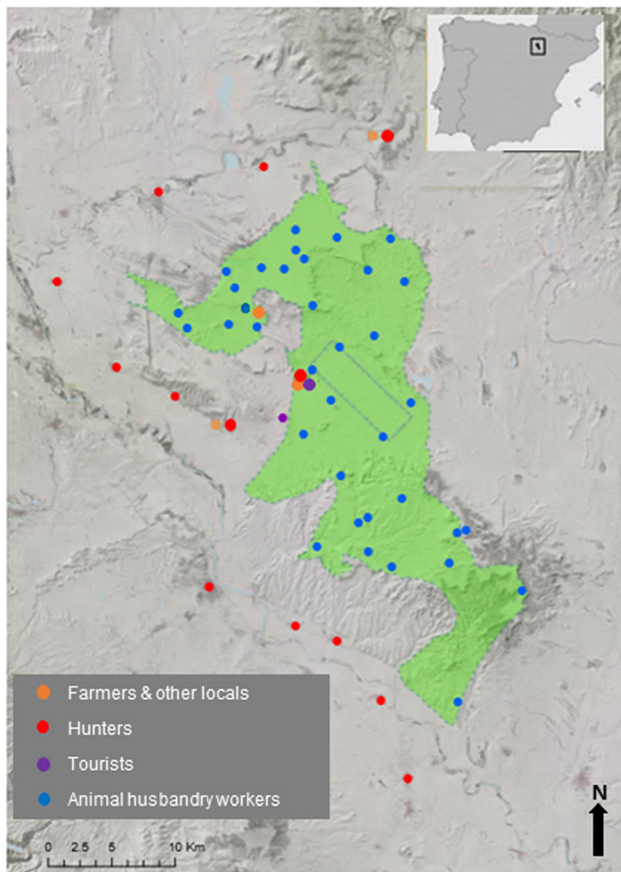 Farmers & other locals
Hunters
Tourists
Animal husbandry workers
N
0 2.5 5 10 Km